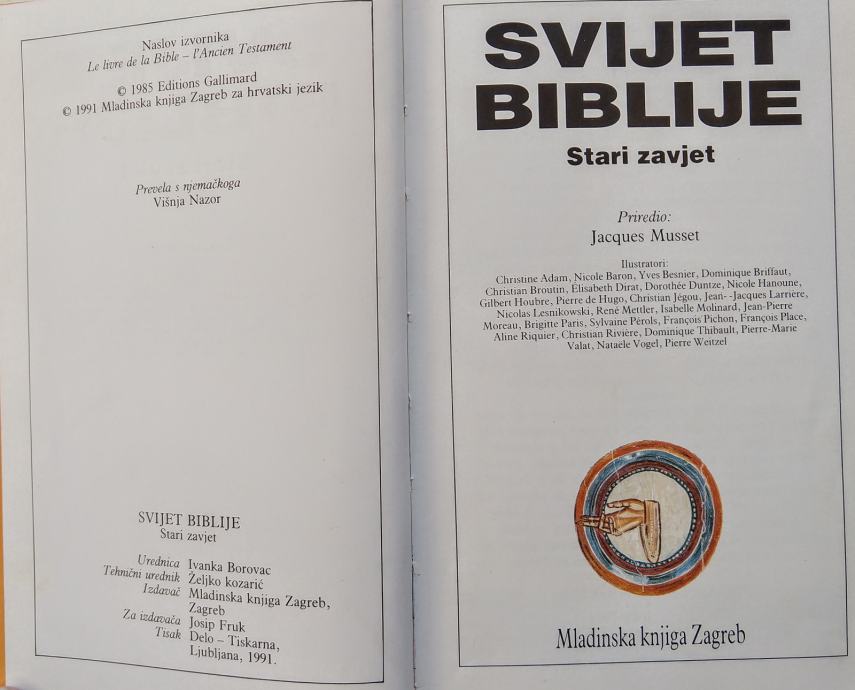 Naslov izvornika
Le livre de la Bible – l'Ancien Testament
© 1985 Editions Gallimard
© 1991 Mladinska knjiga Zagreb za hrvatski jezik
Prevela s njemačkoga
Višnja Nazor
SVIJET BIBLIJE
Stari zavjet
Urednica Ivanka Borovac
Tehnični urednik Željko kozarić
Izdavač Mladinska knjiga Zagreb,
Zagreb
Za izdavača Josip Fruk
Tisak Delo – Tiskarna,
Ljubljana, 1991.
SVIJET
BIBLIJE
Stari zavjet
Priredio:
Jacques Musset
Ilustratori:
Christine Adam, Nicole Baron, Yves Besnier, Dominique Briffaut,
Christian Broutin, Élisabeth Dirat, Dorothée Duntze, Nicole Hanoune,
Gilbert Houbre, Pierre de Hugo, Christian Jégou, Jean--Jacques Larrière,
Nicolas Lesnikowski, René Mettler, Isabelle Molinard, Jean-Pierre
Moreau, Brigitte Paris, Sylvaine Pérols, François Pichon, François Place,
Aline Riquier, Christian Rivière, Dominique Thibault, Pierre-Marie
Valat, Nataële Vogel, Pierre Weitzel
Mladinska knjiga Zagreb